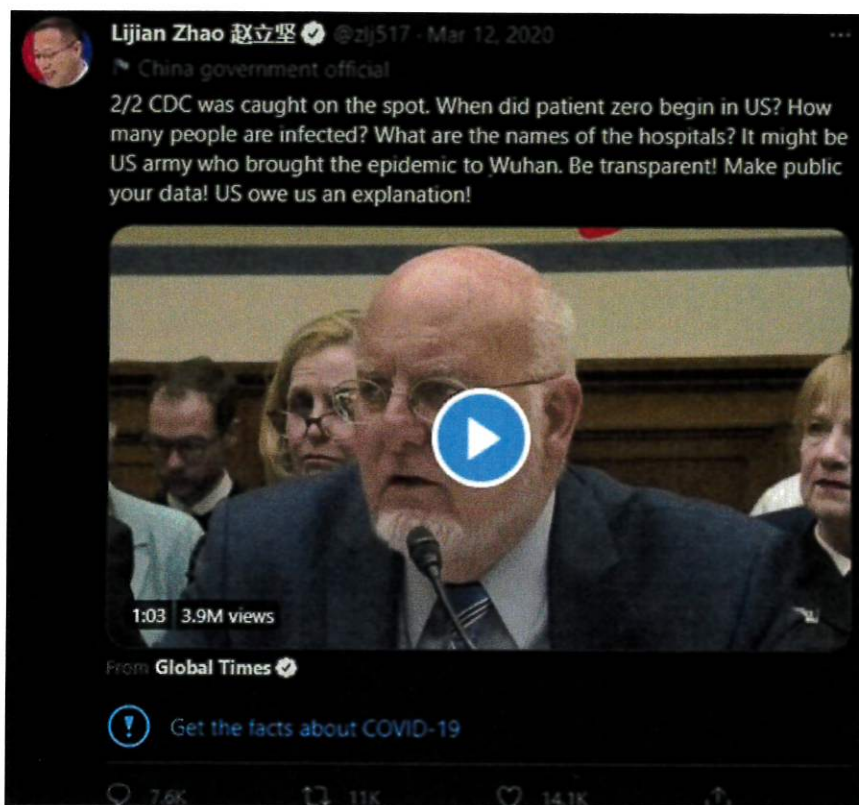 Lijian Zhao 赵立坚 @zlj517 · Mar 12, 2020
China government official
2/2 CDC was caught on the spot. When did patient zero begin in US? How
many people are infected? What are the names of the hospitals? It might be
US army who brought the epidemic to Wuhan. Be transparent! Make public
your data! US owe us an explanation!
1:03 3.9M views
From Global Times
Get the facts about COVID-19
7.6K 11K 14.1K